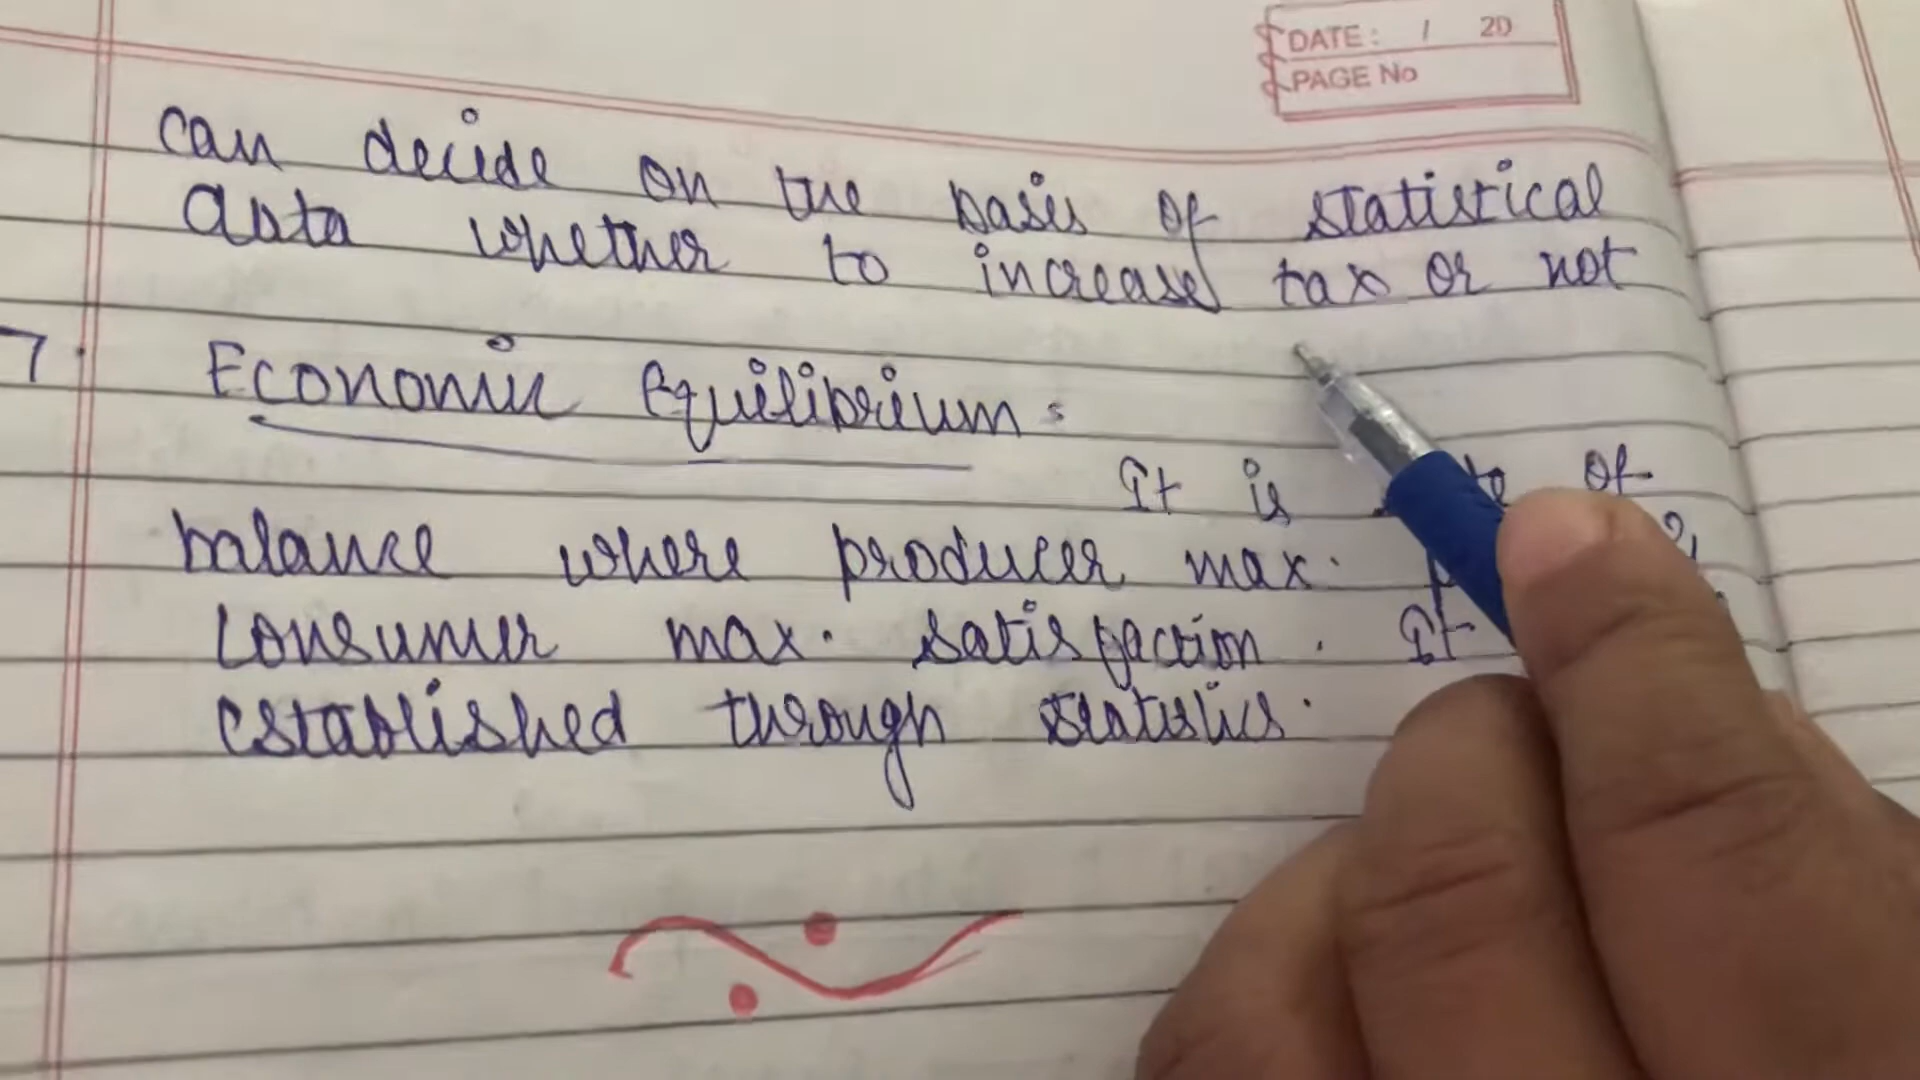 DATE: / 20
PAGE No
can decide on the basis of statistical
data whether to increase tax or not
7. Economic Equilibrium :
It is of
balance where producer max.
consumer max. satisfaction. It
established through statistics.